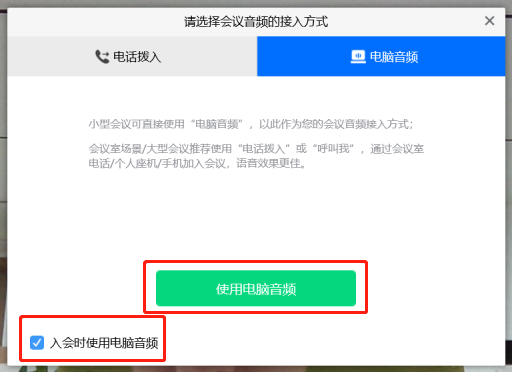 请选择会议音频的接入方式
电话拨入
电脑音频
小型会议可直接使用“电脑音频”，以此作为您的会议音频接入方式；
会议室场景/大型会议推荐使用“电话拨入”或“呼叫我”，通过会议室
电话/个人座机/手机加入会议，语音效果更佳。
使用电脑音频
入会时使用电脑音频